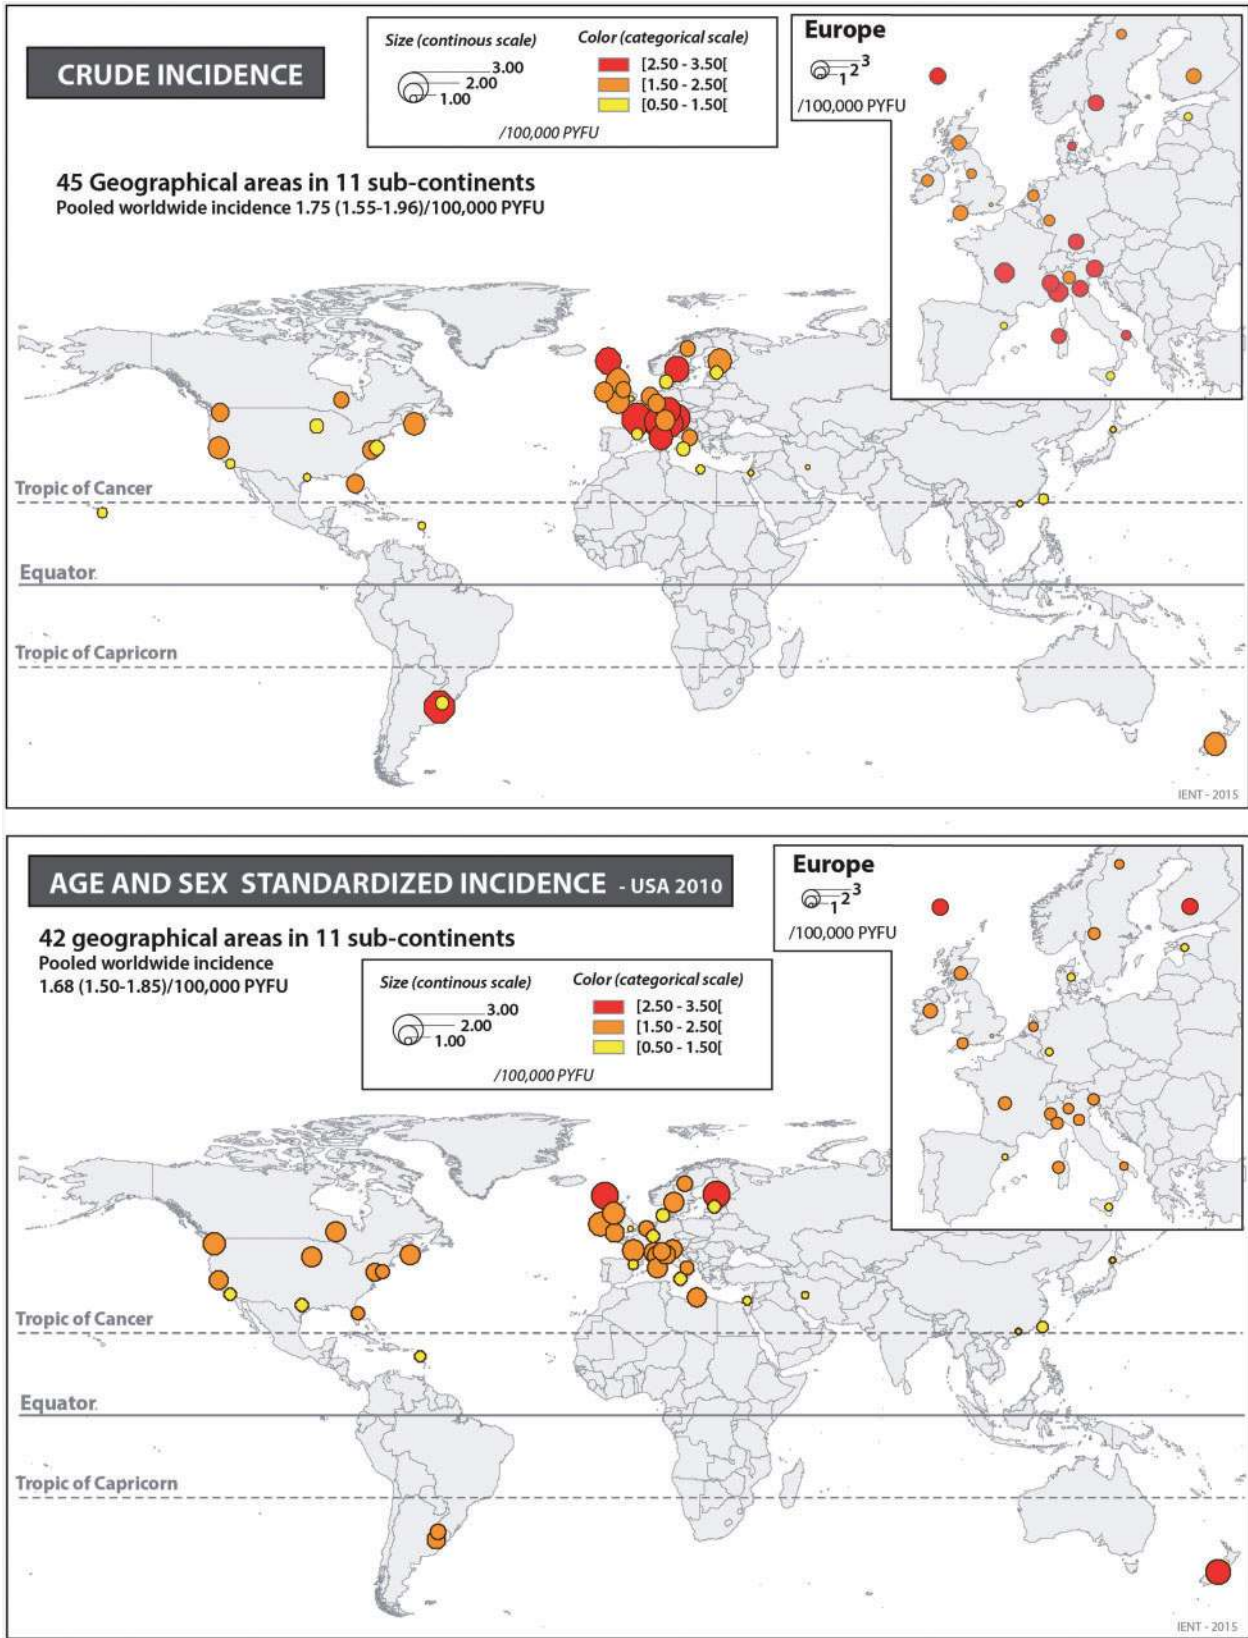 CRUDE INCIDENCE
Size (continous scale)
3.00
2.00
1.00
Color (categorical scale)
[2.50 - 3.50[
[1.50 - 2.50[
[0.50 - 1.50[
/100,000 PYFU
Europe
3
2
1
/100,000 PYFU
45 Geographical areas in 11 sub-continents
Pooled worldwide incidence 1.75 (1.55-1.96)/100,000 PYFU
Tropic of Cancer
Equator
Tropic of Capricorn
IENT - 2015
AGE AND SEX STANDARDIZED INCIDENCE - USA 2010
42 geographical areas in 11 sub-continents
Pooled worldwide incidence
1.68 (1.50-1.85)/100,000 PYFU
Size (continous scale)
3.00
2.00
1.00
Color (categorical scale)
[2.50 - 3.50[
[1.50 - 2.50[
[0.50 - 1.50[
/100,000 PYFU
Europe
3
2
1
/100,000 PYFU
Tropic of Cancer
Equator
Tropic of Capricorn
IENT - 2015